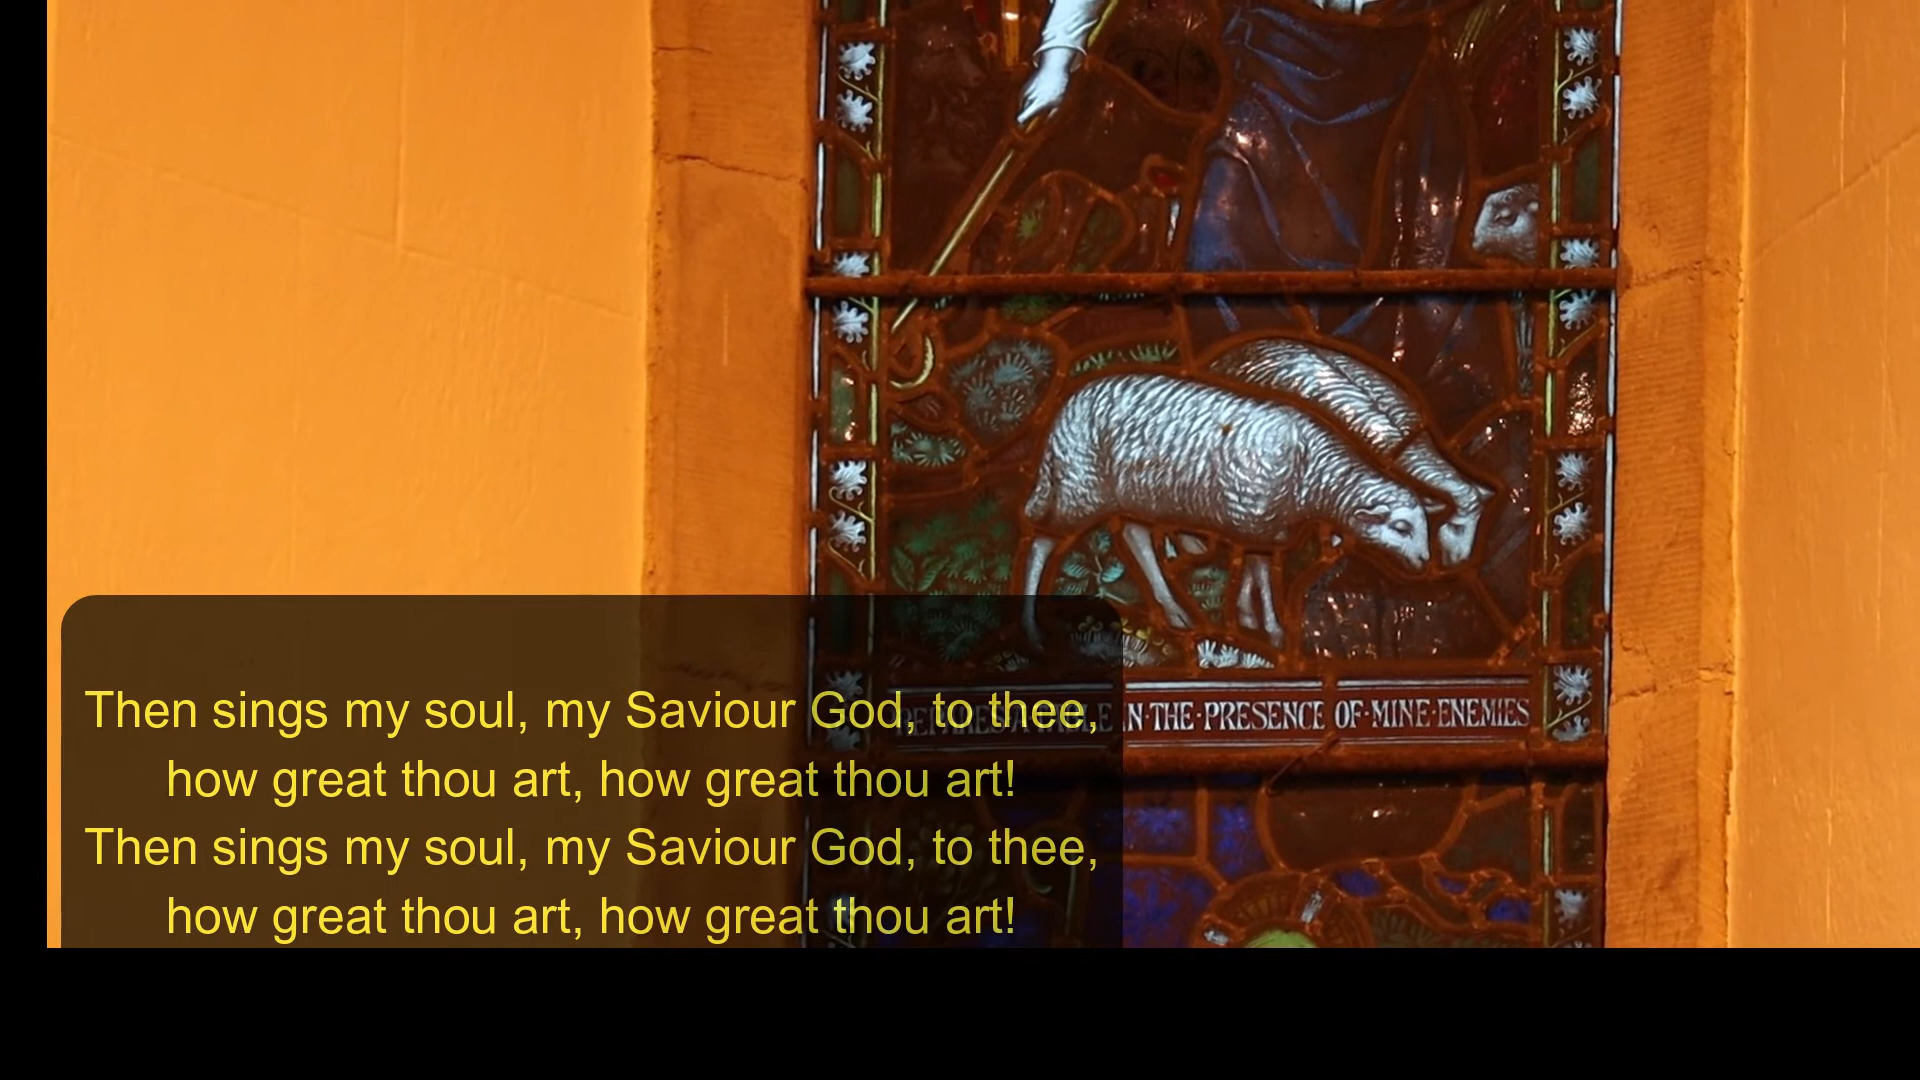 Then sings my soul, my Saviour God, to thee,
how great thou art, how great thou art!
Then sings my soul, my Saviour God, to thee,
how great thou art, how great thou art!
REPARES·A·TABLE IN·THE·PRESENCE OF·MINE·ENEMIES